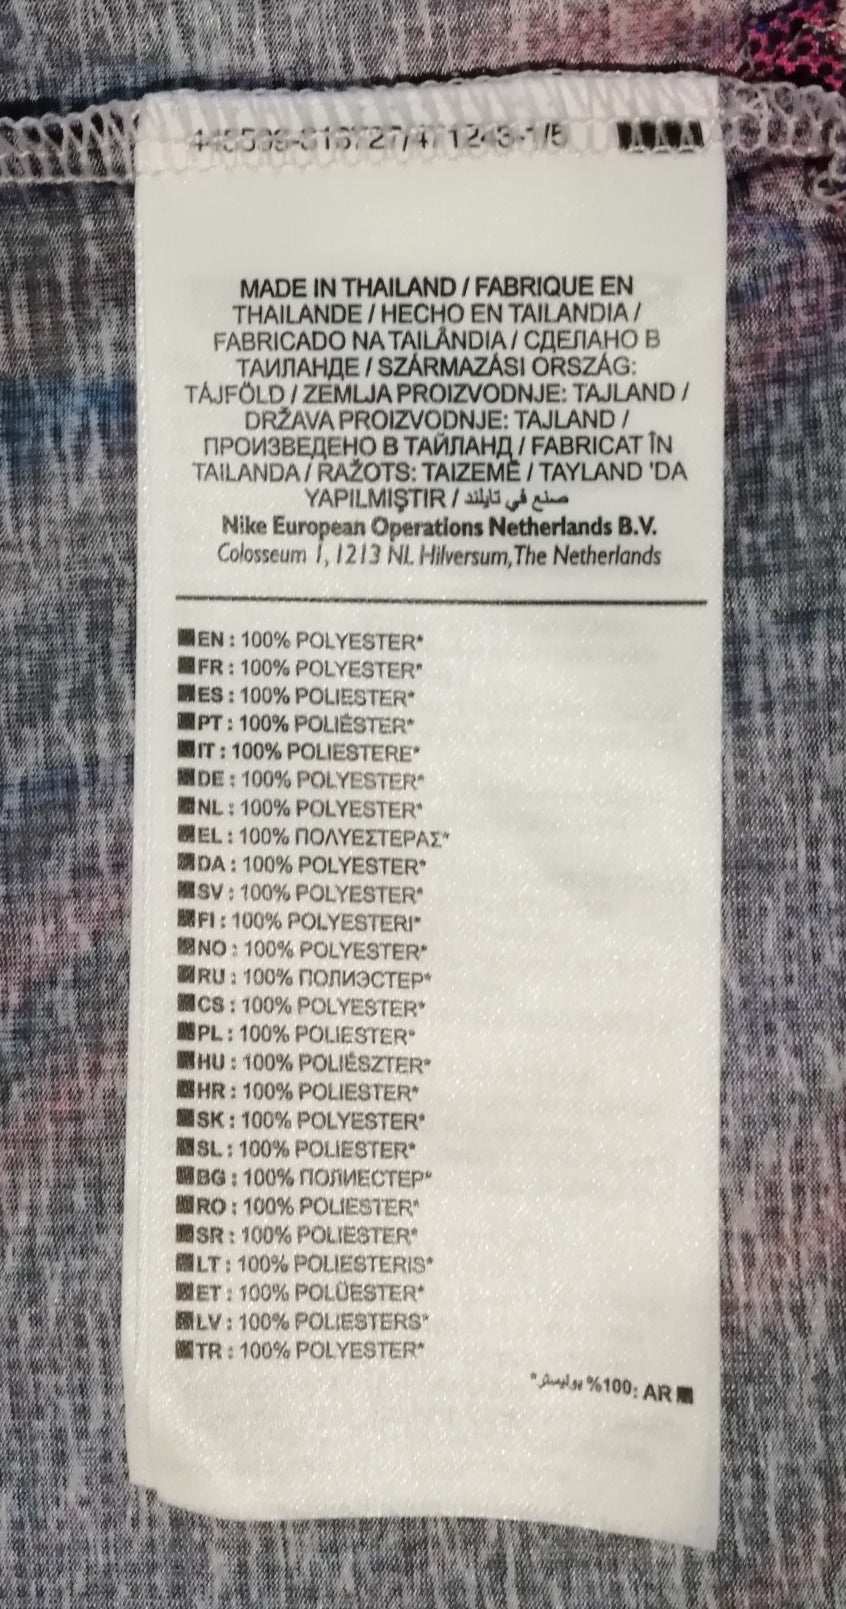 MADE IN THAILAND / FABRIQUE EN
THAILANDE / HECHO EN TAILANDIA /
FABRICADO NA TAILÂNDIA / СДЕЛАНО В
ТАИЛАНДЕ / SZÁRMAZÁSI ORSZÁG:
TÁJFÖLD / ZEMLJA PROIZVODNJE: TAJLAND /
DRŽAVA PROIZVODNJE: TAJLAND /
ПРОИЗВЕДЕНО В ТАЙЛАНД / FABRICAT ÎN
TAILANDA / RAŽOTS: TAIZEMĒ / TAYLAND 'DA
YAPILMIŞTIR / صنع في تايلند
Nike European Operations Netherlands B.V.
Colosseum 1, 1213 NL Hilversum, The Netherlands
EN : 100% POLYESTER*
FR : 100% POLYESTER*
ES : 100% POLIESTER*
PT : 100% POLIÉSTER*
IT : 100% POLIESTERE*
DE : 100% POLYESTER*
NL : 100% POLYESTER*
EL : 100% ΠΟΛΥΕΣΤΕΡΑΣ*
DA : 100% POLYESTER*
SV : 100% POLYESTER*
FI : 100% POLYESTERI*
NO : 100% POLYESTER*
RU : 100% ПОЛИЭСТЕР*
CS : 100% POLYESTER*
PL : 100% POLIESTER*
HU : 100% POLIÉSZTER*
HR : 100% POLIESTER*
SK : 100% POLYESTER*
SL : 100% POLIESTER*
BG : 100% ПОЛИЕСТЕР*
RO : 100% POLIESTER*
SR : 100% POLIESTER*
LT : 100% POLIESTERIS*
ET : 100% POLÜESTER*
LV : 100% POLIESTERS*
TR : 100% POLYESTER*
AR :100% بوليستر*